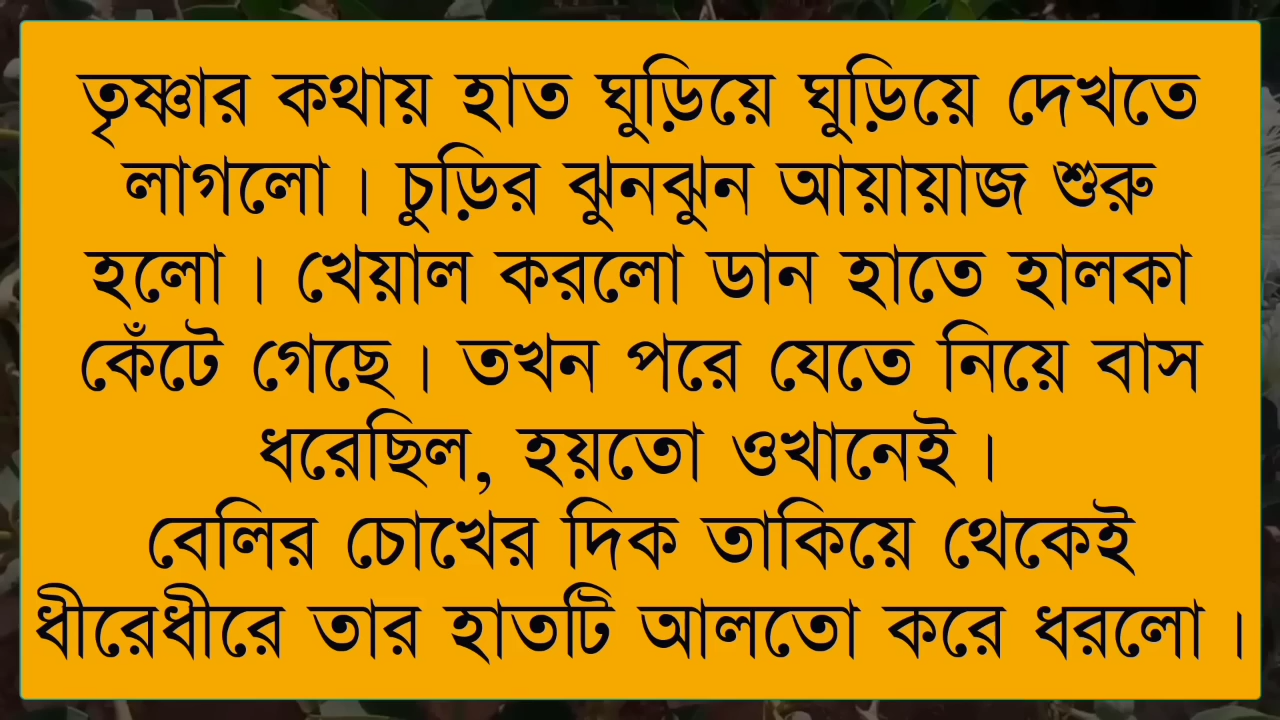 তৃষ্ণার কথায় হাত ঘুড়িয়ে ঘুড়িয়ে দেখতে
লাগলো। চুড়ির ঝুনঝুন আয়ায়াজ শুরু
হলো। খেয়াল করলো ডান হাতে হালকা
কেঁটে গেছে। তখন পরে যেতে নিয়ে বাস
ধরেছিল, হয়তো ওখানেই।
বেলির চোখের দিক তাকিয়ে থেকেই
ধীরেধীরে তার হাতটি আলতো করে ধরলো।